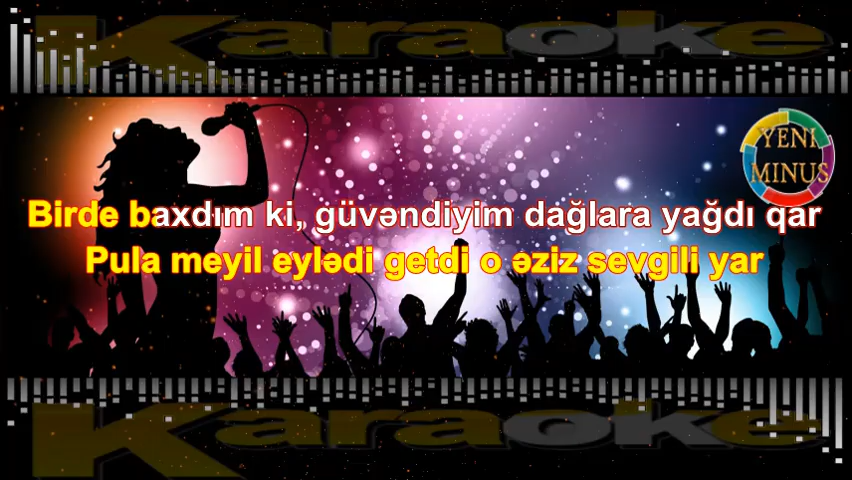 Karaoke
YENI
MINUS
Birde baxdım ki, güvəndiyim dağlara yağdı qar
Pula meyil eylədi getdi o əziz sevgili yar
Karaoke